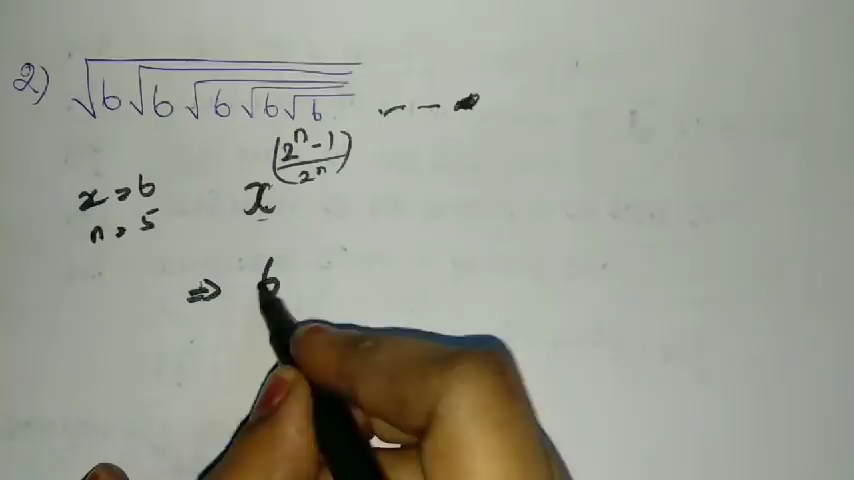 2) √6√6√6√6√6 - - -
x = 6 x^((2^n - 1)/2^n)
n = 5
⇒ 6